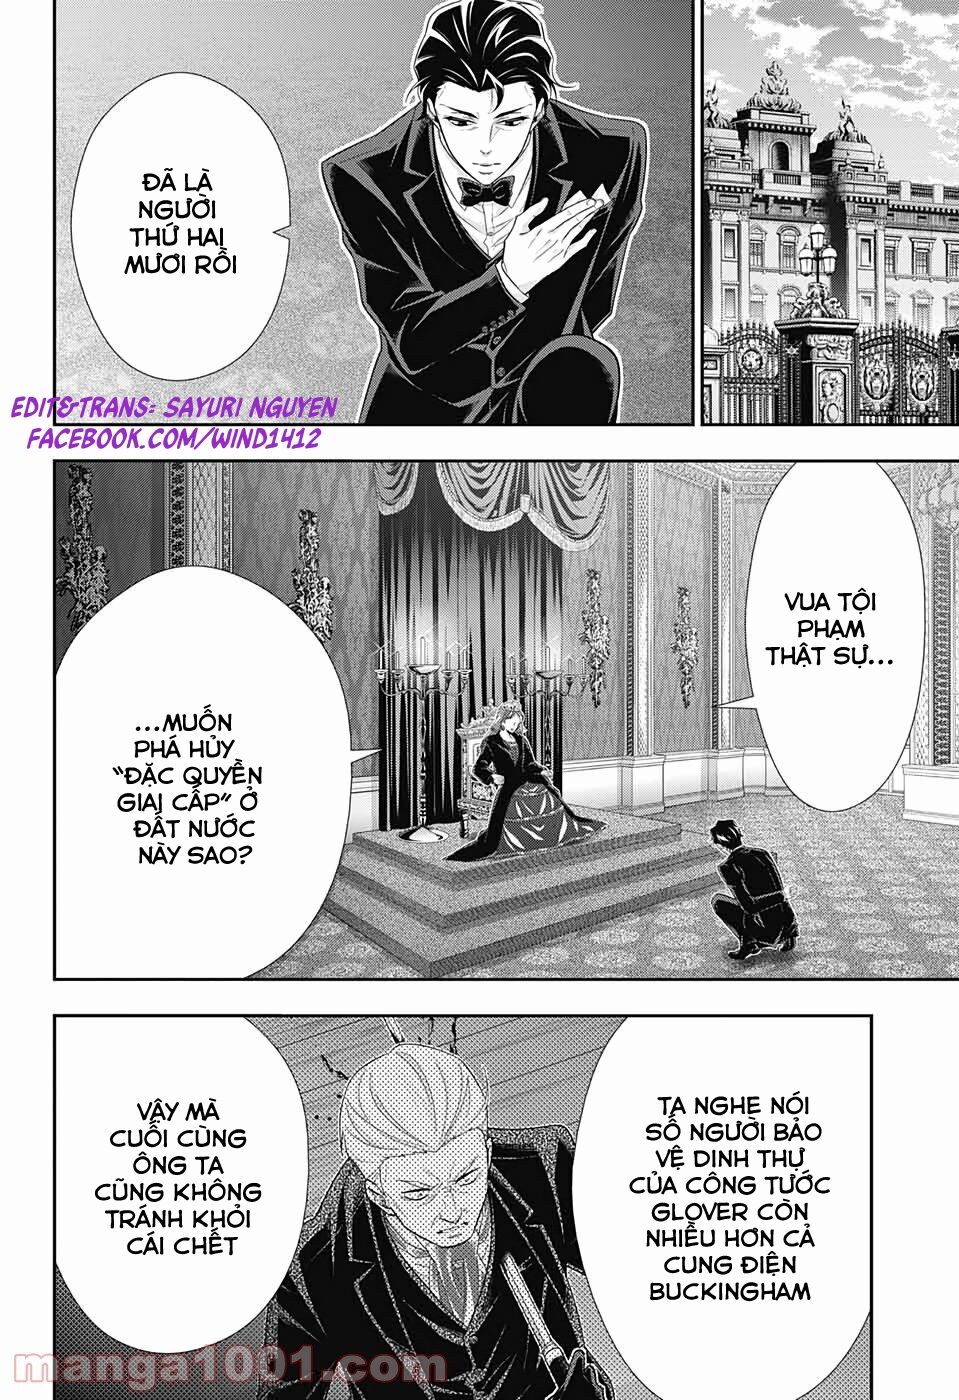 ĐÃ LÀ
NGƯỜI
THỨ HAI
MƯƠI RỒI
EDIT&TRANS: SAYURI NGUYEN
FACEBOOK.COM/WIND1412
VUA TỘI
PHẠM
THẬT SỰ...
...MUỐN
PHÁ HỦY
“ĐẶC QUYỀN
GIAI CẤP” Ở
ĐẤT NƯỚC
NÀY SAO?
TA NGHE NÓI
SỐ NGƯỜI BẢO
VỆ DINH THỰ
CỦA CÔNG TƯỚC
GLOVER CÒN
NHIỀU HƠN CẢ
CUNG ĐIỆN
BUCKINGHAM
VẬY MÀ
CUỐI CÙNG
ÔNG TA
CŨNG KHÔNG
TRÁNH KHỎI
CÁI CHẾT
manga1001.com